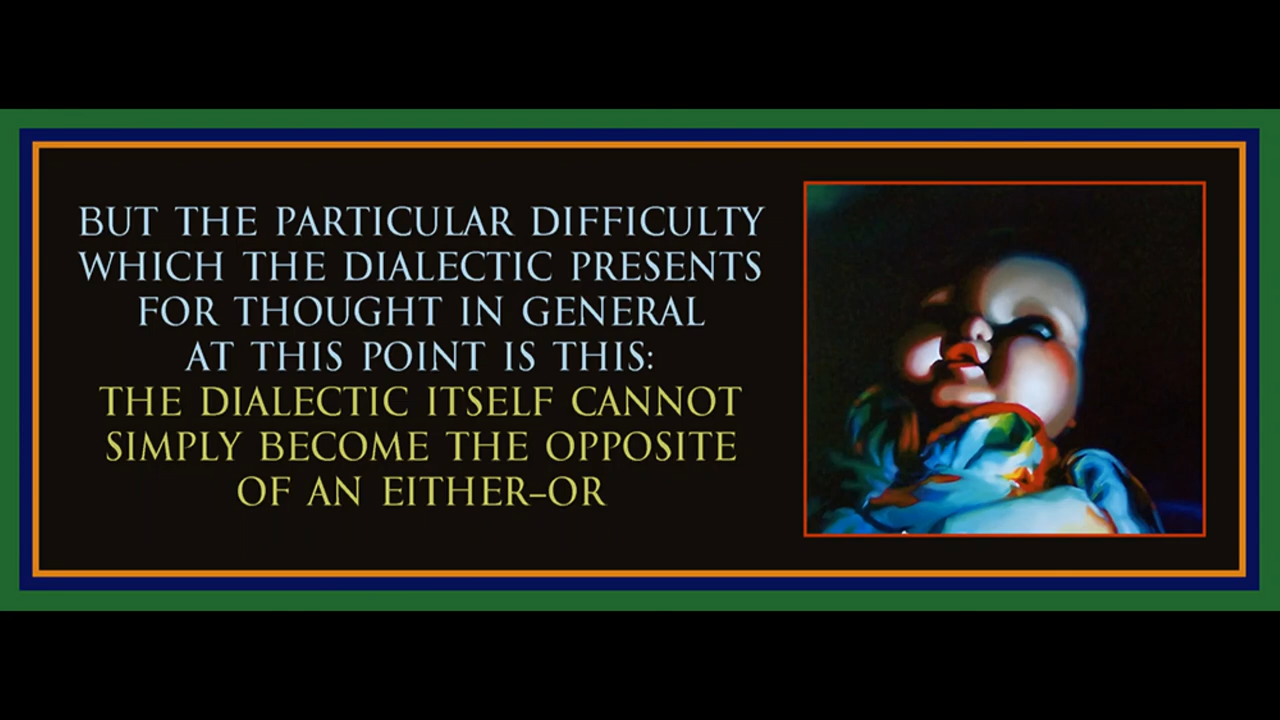 BUT THE PARTICULAR DIFFICULTY
WHICH THE DIALECTIC PRESENTS
FOR THOUGHT IN GENERAL
AT THIS POINT IS THIS:
THE DIALECTIC ITSELF CANNOT
SIMPLY BECOME THE OPPOSITE
OF AN EITHER–OR